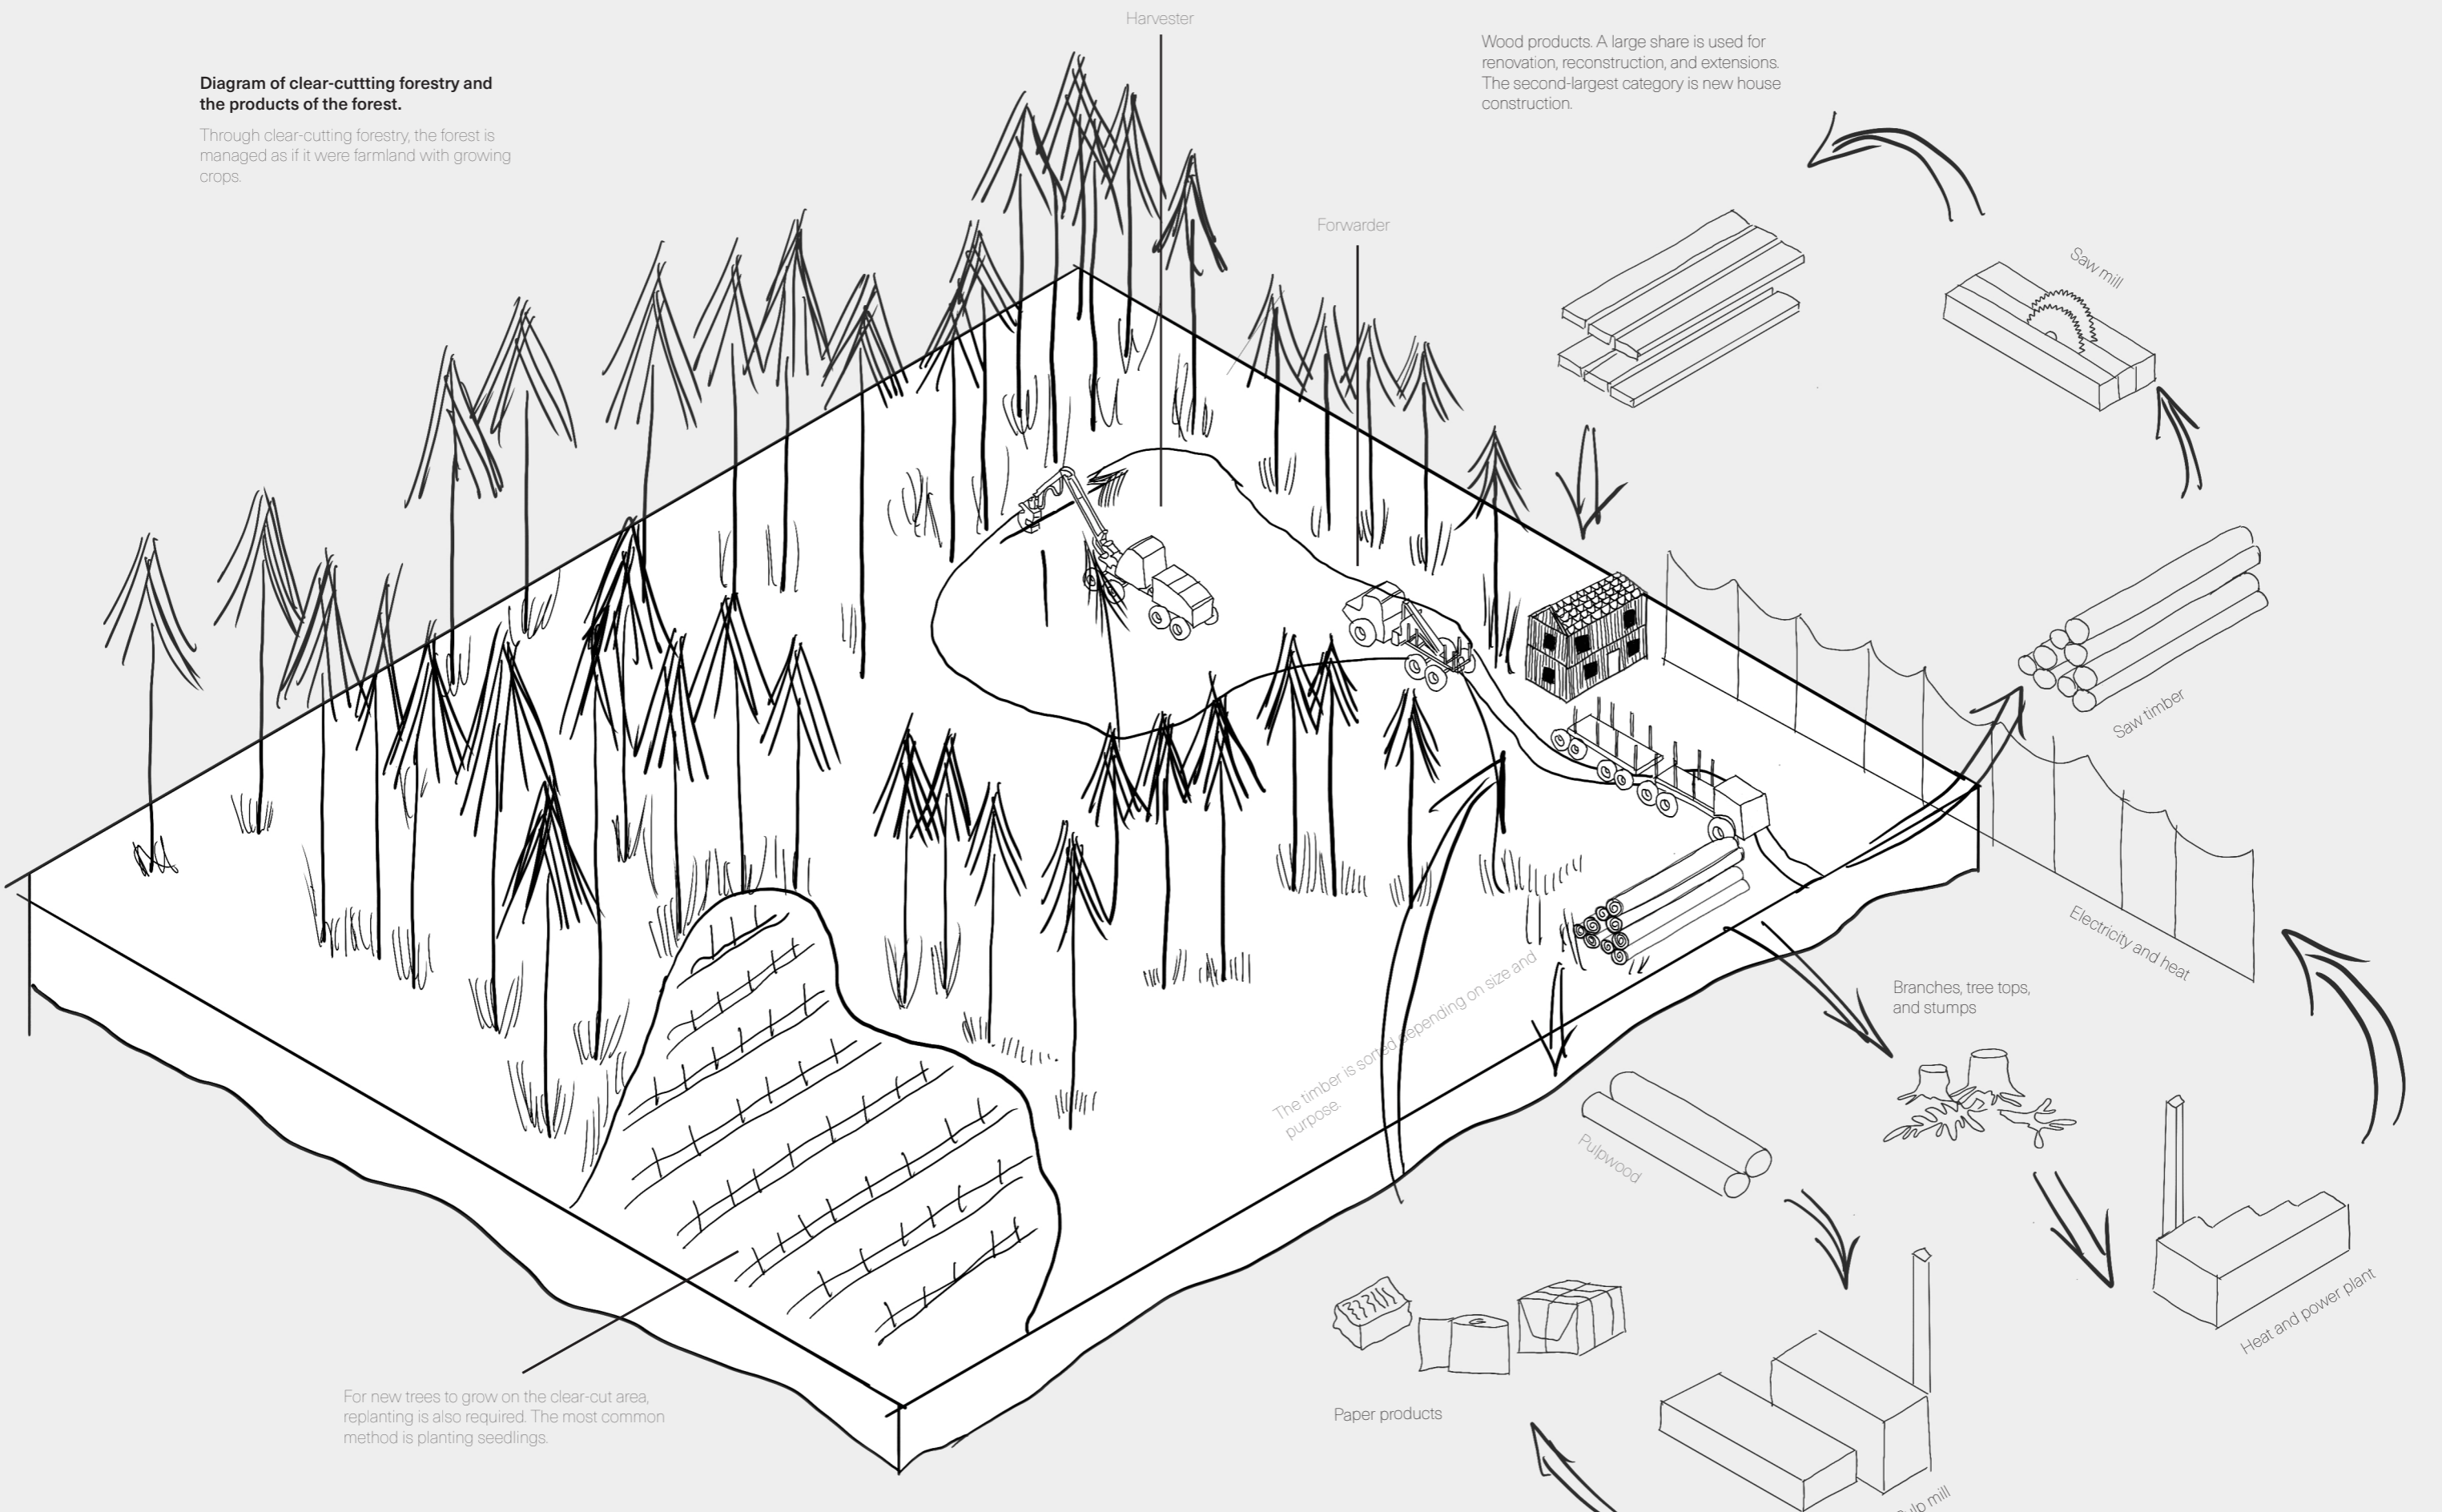 Diagram of clear-cuttting forestry and
the products of the forest.
Through clear-cutting forestry, the forest is
managed as if it were farmland with growing
crops.
Harvester
Forwarder
Wood products. A large share is used for
renovation, reconstruction, and extensions.
The second-largest category is new house
construction.
Saw mill
Saw timber
Electricity and heat
Branches, tree tops,
and stumps
The timber is sorted depending on size and
purpose.
Pulpwood
Heat and power plant
Paper products
For new trees to grow on the clear-cut area,
replanting is also required. The most common
method is planting seedlings.
mill